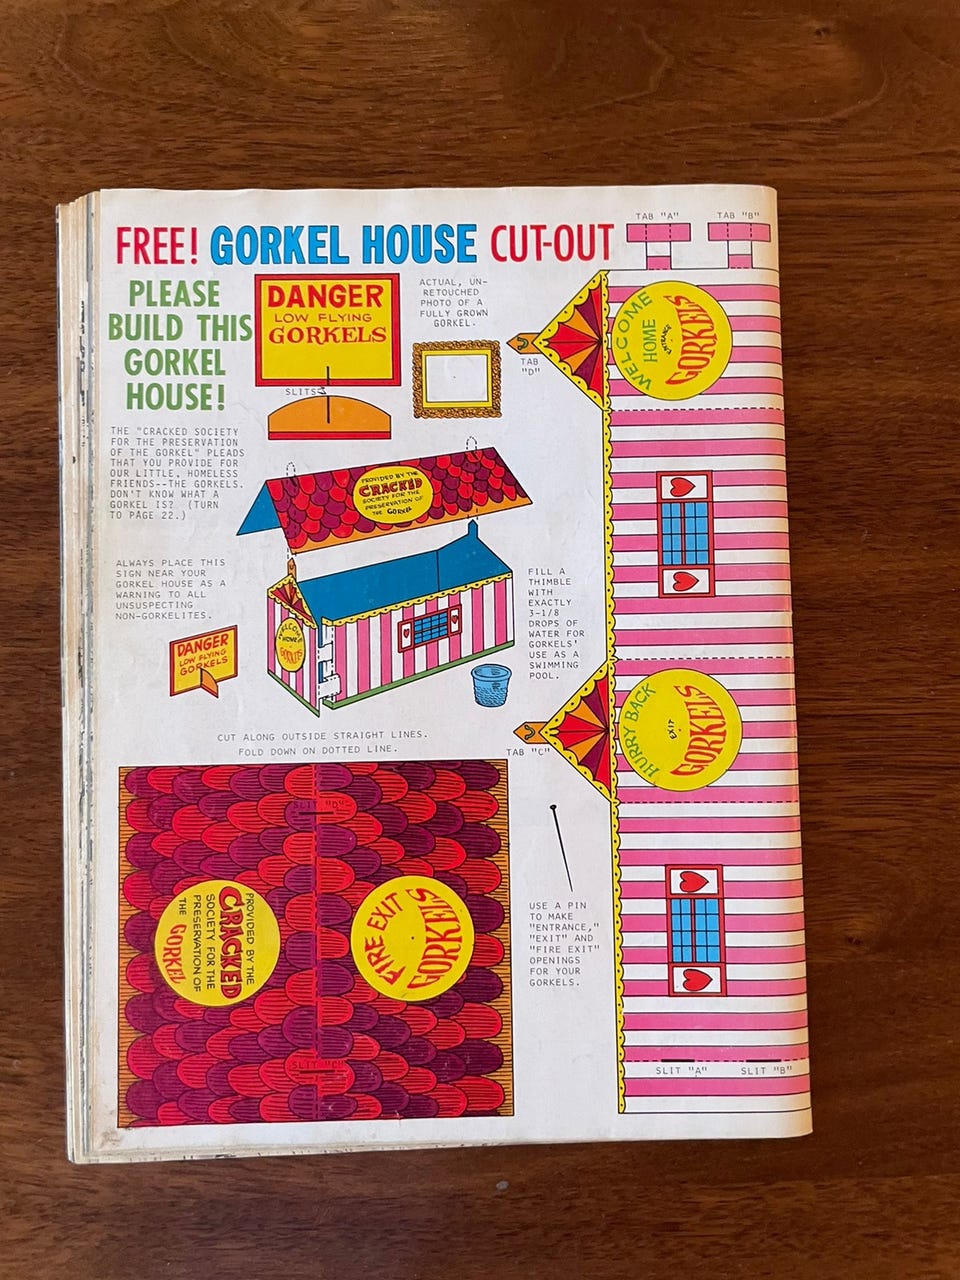 FREE! GORKEL HOUSE CUT-OUT
PLEASE
BUILD THIS
GORKEL
HOUSE!
THE "CRACKED SOCIETY
FOR THE PRESERVATION
OF THE GORKEL" PLEADS
THAT YOU PROVIDE FOR
OUR LITTLE, HOMELESS
FRIENDS--THE GORKELS.
DON'T KNOW WHAT A
GORKEL IS? (TURN
TO PAGE 22.)
DANGER
LOW FLYING
GORKELS
SLITS
ACTUAL, UN-
RETOUCHED
PHOTO OF A
FULLY GROWN
GORKEL.
PROVIDED BY THE
CRACKED
SOCIETY FOR THE
PRESERVATION OF
THE GORKEL
WELCOME
HOME
GORKELS
ALWAYS PLACE THIS
SIGN NEAR YOUR
GORKEL HOUSE AS A
WARNING TO ALL
UNSUSPECTING
NON-GORKELITES.
DANGER
LOW FLYING
GORKELS
FILL A
THIMBLE
WITH
EXACTLY
3-1/8
DROPS OF
WATER FOR
GORKELS'
USE AS A
SWIMMING
POOL.
CUT ALONG OUTSIDE STRAIGHT LINES.
FOLD DOWN ON DOTTED LINE.
SLIT "D"
PROVIDED BY THE
CRACKED
SOCIETY FOR THE
PRESERVATION OF
THE GORKEL
FIRE EXIT
GORKELS
SLIT "C"
USE A PIN
TO MAKE
"ENTRANCE,"
"EXIT" AND
"FIRE EXIT"
OPENINGS
FOR YOUR
GORKELS.
TAB "A"
TAB "B"
TAB
"D"
WELCOME
HOME
ENTRANCE
GORKELS
TAB "C"
HURRY BACK
EXIT
GORKELS
SLIT "A"
SLIT "B"